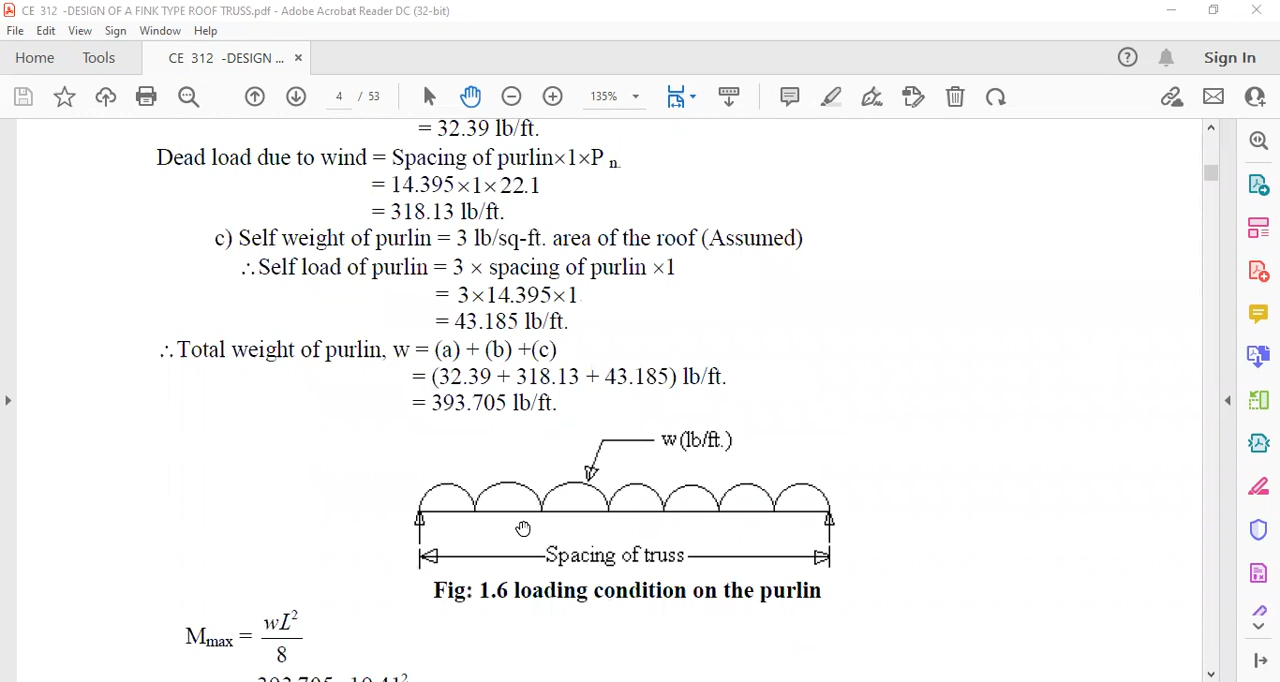 CE 312 -DESIGN OF A FINK TYPE ROOF TRUSS.pdf - Adobe Acrobat Reader DC (32-bit)
File Edit View Sign Window Help
Home Tools CE 312 -DESIGN ... × Sign In
4 / 53 135%
= 32.39 lb/ft.
Dead load due to wind = Spacing of purlin×1×P n.
= 14.395×1×22.1
= 318.13 lb/ft.
c) Self weight of purlin = 3 lb/sq-ft. area of the roof (Assumed)
∴Self load of purlin = 3 × spacing of purlin ×1
= 3×14.395×1
= 43.185 lb/ft.
∴Total weight of purlin, w = (a) + (b) +(c)
= (32.39 + 318.13 + 43.185) lb/ft.
= 393.705 lb/ft.
w(lb/ft.)
Spacing of truss
Fig: 1.6 loading condition on the purlin
Mmax = wL²
8